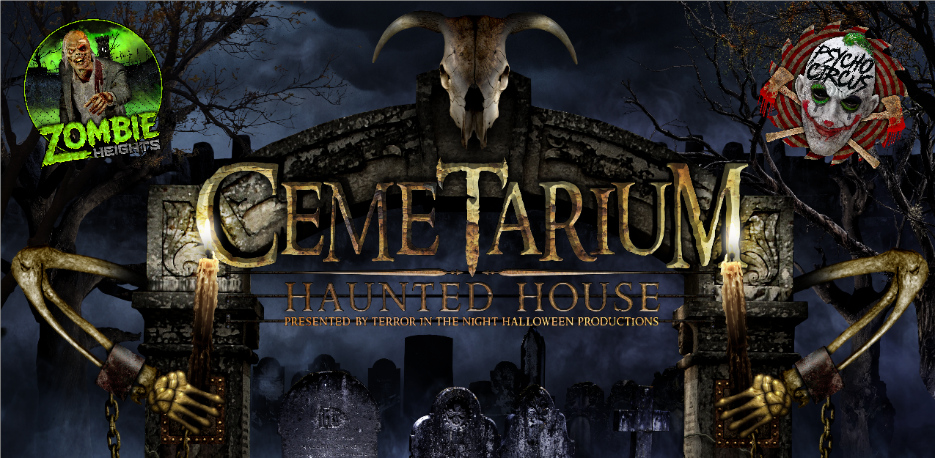 ZOMBIE
HEIGHTS
PSYCHO
CIRCUS
CEMETARIUM
HAUNTED HOUSE
PRESENTED BY TERROR IN THE NIGHT HALLOWEEN PRODUCTIONS